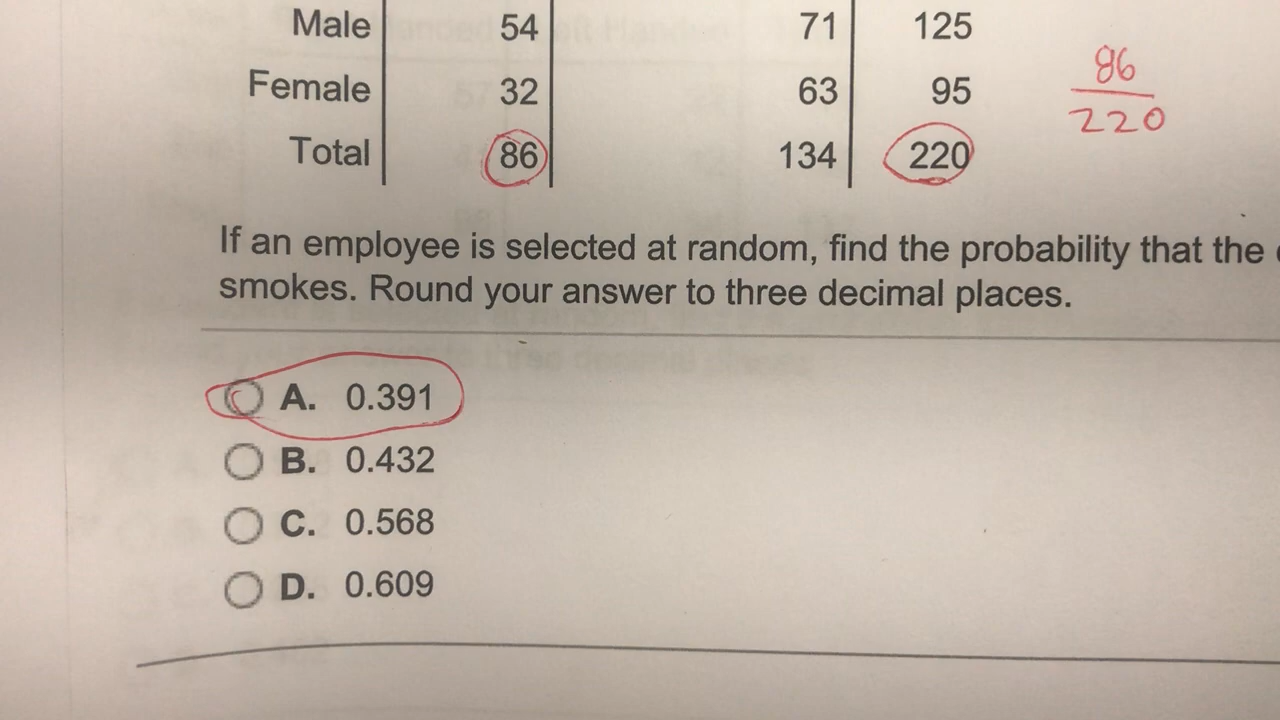 Male 54 71 125
Female 32 63 95
Total 86 134 220
86
220
If an employee is selected at random, find the probability that the
smokes. Round your answer to three decimal places.
A. 0.391
B. 0.432
C. 0.568
D. 0.609